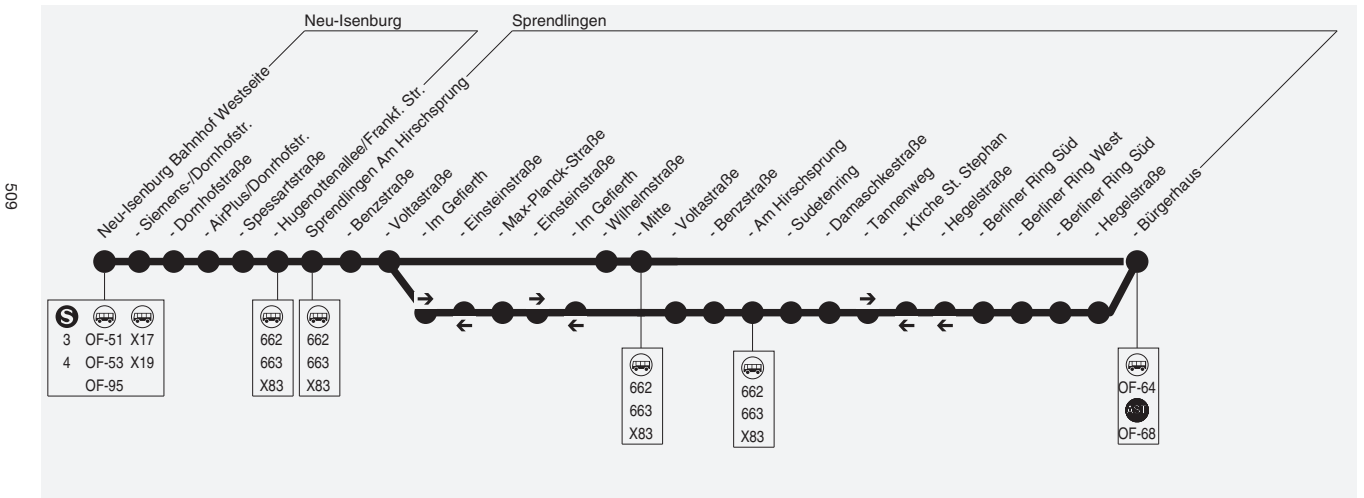 Neu-Isenburg
Sprendlingen
509
Neu-Isenburg Bahnhof Westseite
- Siemens-/Dornhofstr.
- Dornhofstraße
- AirPlus/Dornhofstr.
- Spessartstraße
- Hugenottenallee/Frankf. Str.
Sprendlingen Am Hirschsprung
- Benzstraße
- Voltastraße
- Im Gefierth
- Einsteinstraße
- Max-Planck-Straße
- Einsteinstraße
- Im Gefierth
- Wilhelmstraße
- Mitte
- Voltastraße
- Benzstraße
- Am Hirschsprung
- Sudetenring
- Damaschkestraße
- Tannenweg
- Kirche St. Stephan
- Hegelstraße
- Berliner Ring Süd
- Berliner Ring West
- Berliner Ring Süd
- Hegelstraße
- Bürgerhaus
S
3 OF-51 X17
4 OF-53 X19
OF-95
662
663
X83
662
663
X83
662
663
X83
662
663
X83
OF-64
AST
OF-68